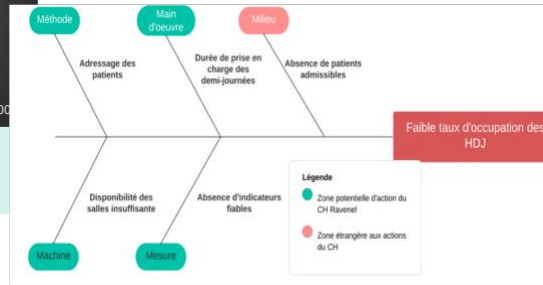 Méthode
Main
d'oeuvre
Milieu
Adressage des
patients
Durée de prise en
charge des
demi-journées
Absence de patients
admissibles
Faible taux d'occupation des
HDJ
Disponibilité des
salles insuffisante
Absence d'indicateurs
fiables
Machine
Mesure
Légende
Zone potentielle d'action du
CH Ravenel
Zone étrangère aux actions
du CH